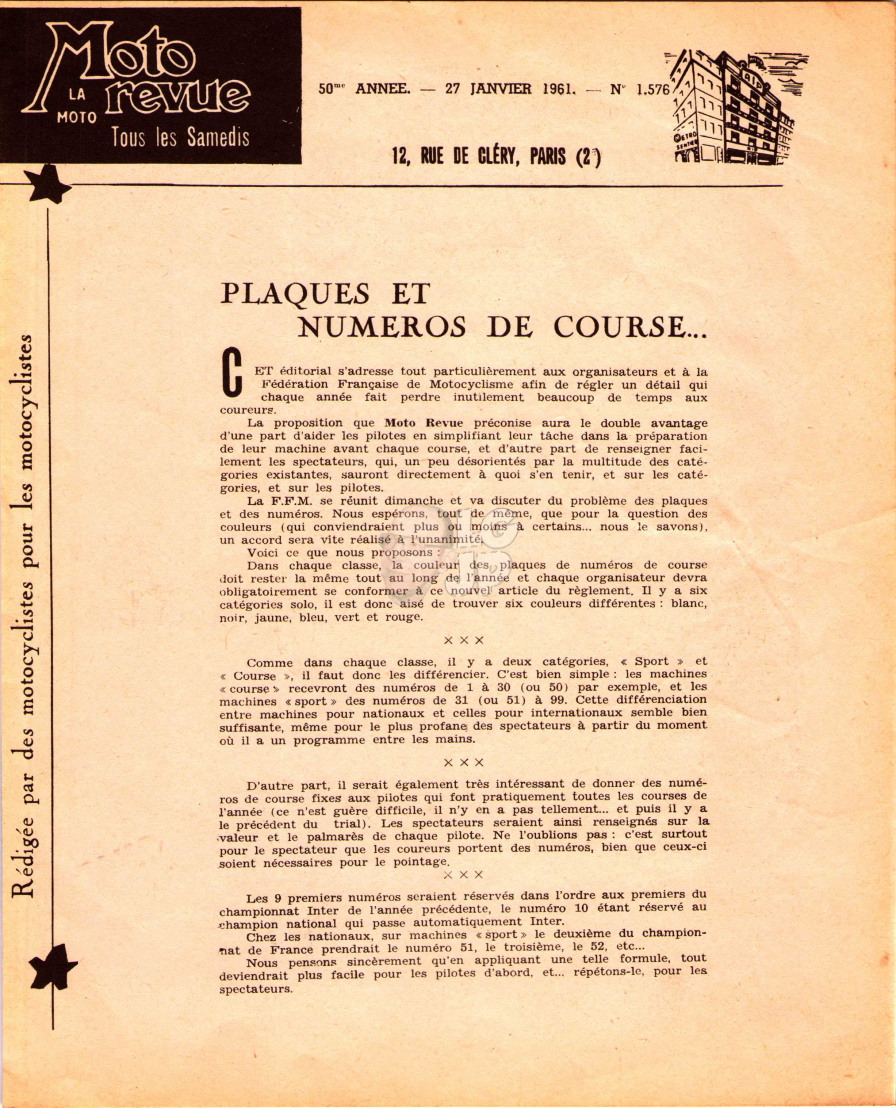 Moto
revue
LA
MOTO
Tous les Samedis
50me ANNEE. — 27 JANVIER 1961. — N° 1.576
12, RUE DE CLÉRY, PARIS (2e)
METRO
SENTIER
Rédigée par des motocyclistes pour les motocyclistes
PLAQUES ET
NUMEROS DE COURSE...
CET éditorial s'adresse tout particulièrement aux organisateurs et à la
Fédération Française de Motocyclisme afin de régler un détail qui
chaque année fait perdre inutilement beaucoup de temps aux
coureurs.
La proposition que Moto Revue préconise aura le double avantage
d'une part d'aider les pilotes en simplifiant leur tâche dans la préparation
de leur machine avant chaque course, et d'autre part de renseigner faci-
lement les spectateurs, qui, un peu désorientés par la multitude des caté-
gories existantes, sauront directement à quoi s'en tenir, et sur les caté-
gories, et sur les pilotes.
La F.F.M. se réunit dimanche et va discuter du problème des plaques
et des numéros. Nous espérons, tout de même, que pour la question des
couleurs (qui conviendraient plus ou moins à certains... nous le savons),
un accord sera vite réalisé à l'unanimité.
Voici ce que nous proposons :
Dans chaque classe, la couleur des plaques de numéros de course
doit rester la même tout au long de l'année et chaque organisateur devra
obligatoirement se conformer à ce nouvel article du règlement. Il y a six
catégories solo, il est donc aisé de trouver six couleurs différentes : blanc,
noir, jaune, bleu, vert et rouge.
× × ×
Comme dans chaque classe, il y a deux catégories, « Sport » et
« Course », il faut donc les différencier. C'est bien simple : les machines
« course » recevront des numéros de 1 à 30 (ou 50) par exemple, et les
machines « sport » des numéros de 31 (ou 51) à 99. Cette différenciation
entre machines pour nationaux et celles pour internationaux semble bien
suffisante, même pour le plus profane des spectateurs à partir du moment
où il a un programme entre les mains.
× × ×
D'autre part, il serait également très intéressant de donner des numé-
ros de course fixes aux pilotes qui font pratiquement toutes les courses de
l'année (ce n'est guère difficile, il n'y en a pas tellement... et puis il y a
le précédent du trial). Les spectateurs seraient ainsi renseignés sur la
valeur et le palmarès de chaque pilote. Ne l'oublions pas : c'est surtout
pour le spectateur que les coureurs portent des numéros, bien que ceux-ci
soient nécessaires pour le pointage.
× × ×
Les 9 premiers numéros seraient réservés dans l'ordre aux premiers du
championnat Inter de l'année précédente, le numéro 10 étant réservé au
champion national qui passe automatiquement Inter.
Chez les nationaux, sur machines « sport » le deuxième du champion-
nat de France prendrait le numéro 51, le troisième, le 52, etc...
Nous pensons sincèrement qu'en appliquant une telle formule, tout
deviendrait plus facile pour les pilotes d'abord, et... répétons-le, pour les
spectateurs.